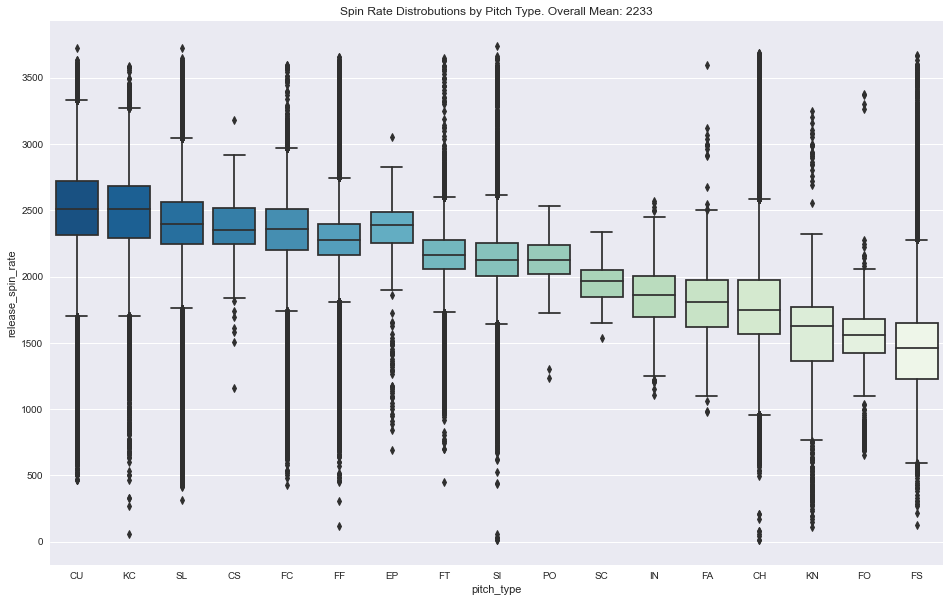 Spin Rate Distrobutions by Pitch Type. Overall Mean: 2233
release_spin_rate
3500
3000
2500
2000
1500
1000
500
0
CU KC SL CS FC FF EP FT SI PO SC IN FA CH KN FO FS
pitch_type